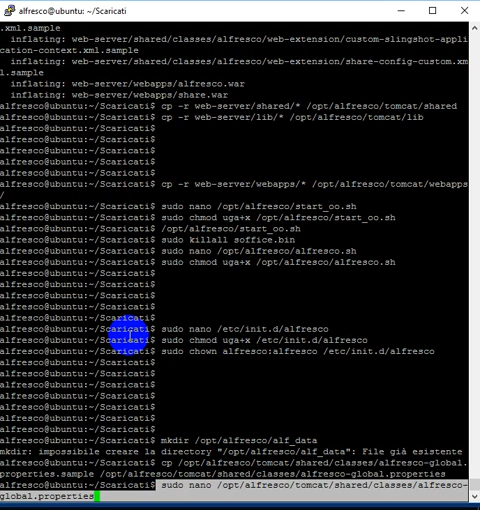 alfresco@ubuntu: ~/Scaricati
.xml.sample
  inflating: web-server/shared/classes/alfresco/web-extension/custom-slingshot-appli
cation-context.xml.sample
  inflating: web-server/shared/classes/alfresco/web-extension/share-config-custom.xm
l.sample
  inflating: web-server/webapps/alfresco.war
  inflating: web-server/webapps/share.war
alfresco@ubuntu:~/Scaricati$ cp -r web-server/shared/* /opt/alfresco/tomcat/shared
alfresco@ubuntu:~/Scaricati$ cp -r web-server/lib/* /opt/alfresco/tomcat/lib
alfresco@ubuntu:~/Scaricati$
alfresco@ubuntu:~/Scaricati$
alfresco@ubuntu:~/Scaricati$
alfresco@ubuntu:~/Scaricati$
alfresco@ubuntu:~/Scaricati$
alfresco@ubuntu:~/Scaricati$ cp -r web-server/webapps/* /opt/alfresco/tomcat/webapps
/
alfresco@ubuntu:~/Scaricati$ sudo nano /opt/alfresco/start_oo.sh
alfresco@ubuntu:~/Scaricati$ sudo chmod uga+x /opt/alfresco/start_oo.sh
alfresco@ubuntu:~/Scaricati$ /opt/alfresco/start_oo.sh
alfresco@ubuntu:~/Scaricati$ sudo killall soffice.bin
alfresco@ubuntu:~/Scaricati$ sudo nano /opt/alfresco/alfresco.sh
alfresco@ubuntu:~/Scaricati$ sudo chmod uga+x /opt/alfresco/alfresco.sh
alfresco@ubuntu:~/Scaricati$
alfresco@ubuntu:~/Scaricati$
alfresco@ubuntu:~/Scaricati$
alfresco@ubuntu:~/Scaricati$
alfresco@ubuntu:~/Scaricati$
alfresco@ubuntu:~/Scaricati$ sudo nano /etc/init.d/alfresco
alfresco@ubuntu:~/Scaricati$ sudo chmod uga+x /etc/init.d/alfresco
alfresco@ubuntu:~/Scaricati$ sudo chown alfresco:alfresco /etc/init.d/alfresco
alfresco@ubuntu:~/Scaricati$
alfresco@ubuntu:~/Scaricati$
alfresco@ubuntu:~/Scaricati$
alfresco@ubuntu:~/Scaricati$
alfresco@ubuntu:~/Scaricati$
alfresco@ubuntu:~/Scaricati$
alfresco@ubuntu:~/Scaricati$
alfresco@ubuntu:~/Scaricati$ mkdir /opt/alfresco/alf_data
mkdir: impossibile creare la directory "/opt/alfresco/alf_data": File già esistente
alfresco@ubuntu:~/Scaricati$ cp /opt/alfresco/tomcat/shared/classes/alfresco-global.
properties.sample /opt/alfresco/tomcat/shared/classes/alfresco-global.properties
alfresco@ubuntu:~/Scaricati$ sudo nano /opt/alfresco/tomcat/shared/classes/alfresco-
global.properties